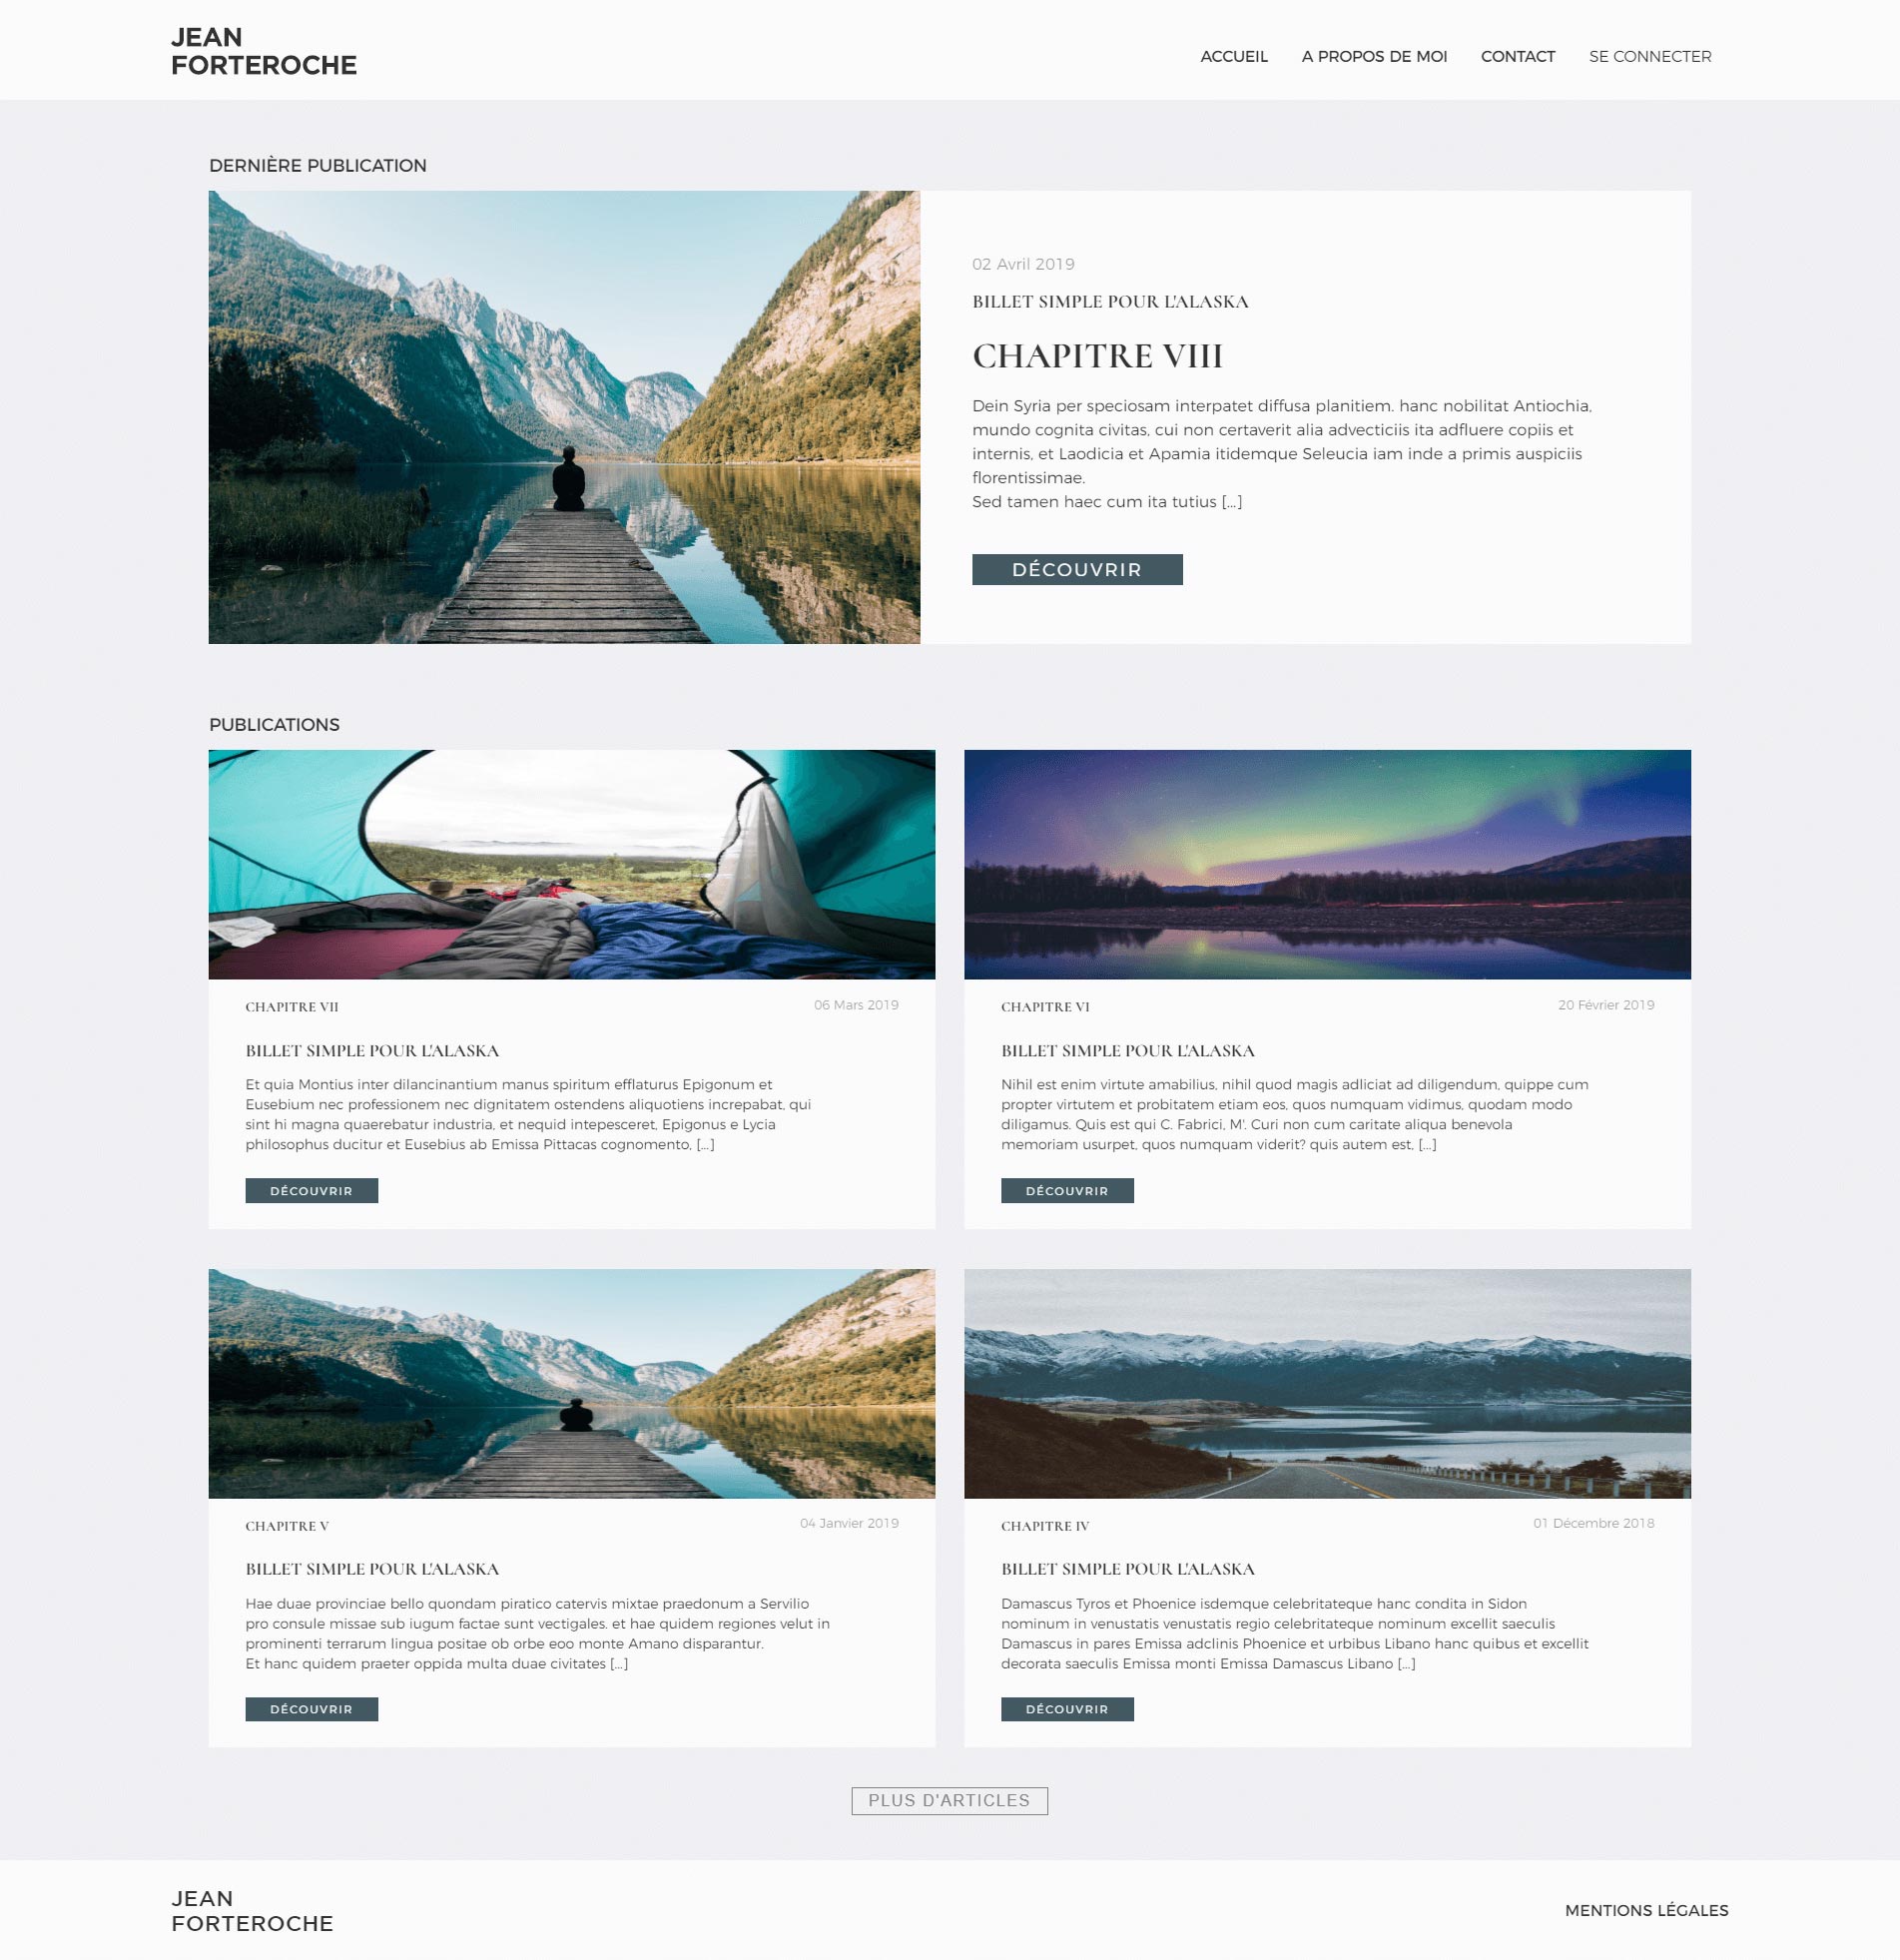 JEAN
FORTEROCHE
ACCUEIL A PROPOS DE MOI CONTACT SE CONNECTER
DERNIÈRE PUBLICATION
02 Avril 2019
BILLET SIMPLE POUR L'ALASKA
CHAPITRE VIII
Dein Syria per speciosam interpatet diffusa planitiem. hanc nobilitat Antiochia,
mundo cognita civitas, cui non certaverit alia advecticiis ita adfluere copiis et
internis, et Laodicia et Apamia itidemque Seleucia iam inde a primis auspiciis
florentissimae.
Sed tamen haec cum ita tutius [...]
DÉCOUVRIR
PUBLICATIONS
CHAPITRE VII
06 Mars 2019
BILLET SIMPLE POUR L'ALASKA
Et quia Montius inter dilancinantium manus spiritum efflaturus Epigonum et
Eusebium nec professionem nec dignitatem ostendens aliquotiens increpabat, qui
sint hi magna quaerebatur industria, et nequid intepesceret, Epigonus e Lycia
philosophus ducitur et Eusebius ab Emissa Pittacas cognomento, [...]
DÉCOUVRIR
CHAPITRE VI
20 Février 2019
BILLET SIMPLE POUR L'ALASKA
Nihil est enim virtute amabilius, nihil quod magis adliciat ad diligendum, quippe cum
propter virtutem et probitatem etiam eos, quos numquam vidimus, quodam modo
diligamus. Quis est qui C. Fabrici, M'. Curi non cum caritate aliqua benevola
memoriam usurpet, quos numquam viderit? quis autem est, [...]
DÉCOUVRIR
CHAPITRE V
04 Janvier 2019
BILLET SIMPLE POUR L'ALASKA
Hae duae provinciae bello quondam piratico catervis mixtae praedonum a Servilio
pro consule missae sub iugum factae sunt vectigales. et hae quidem regiones velut in
prominenti terrarum lingua positae ob orbe eoo monte Amano disparantur.
Et hanc quidem praeter oppida multa duae civitates [...]
DÉCOUVRIR
CHAPITRE IV
01 Décembre 2018
BILLET SIMPLE POUR L'ALASKA
Damascus Tyros et Phoenice isdemque celebritateque hanc condita in Sidon
nominum in venustatis venustatis regio celebritateque nominum excellit saeculis
Damascus in pares Emissa adclinis Phoenice et urbibus Libano hanc quibus et excellit
decorata saeculis Emissa monti Emissa Damascus Libano [...]
DÉCOUVRIR
PLUS D'ARTICLES
JEAN
FORTEROCHE
MENTIONS LÉGALES